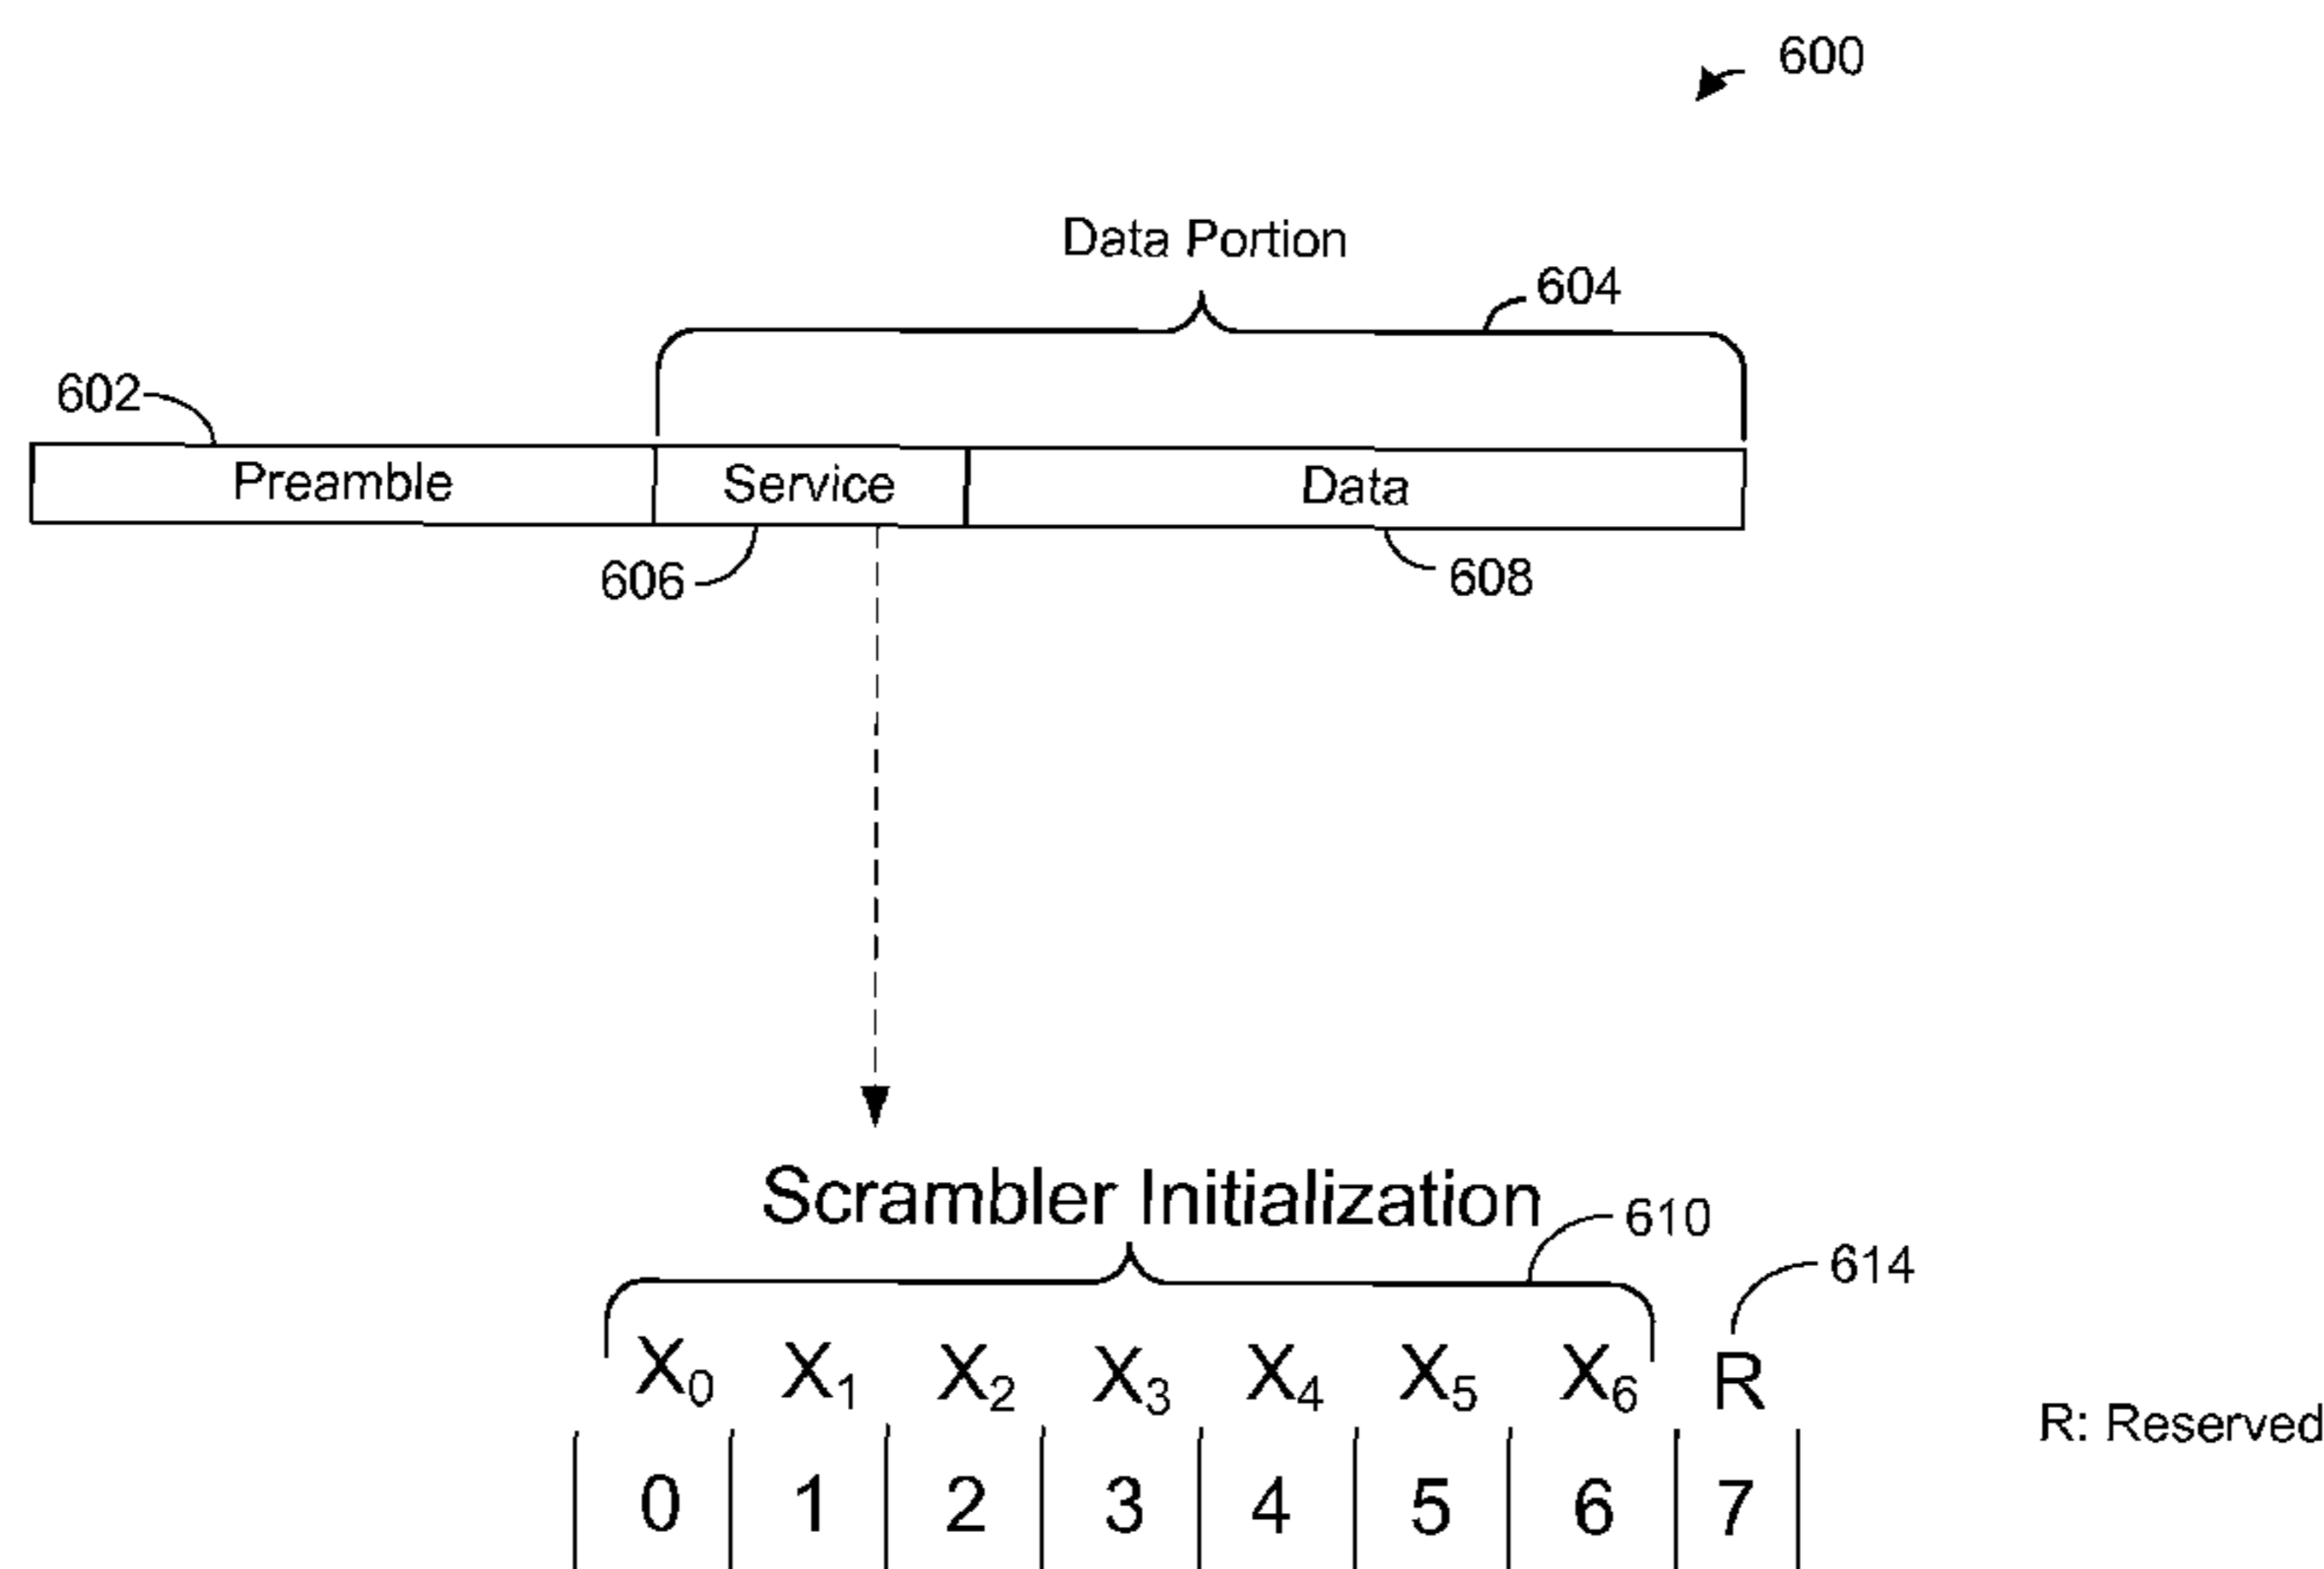 600
Data Portion
604
602
Preamble Service Data
606 608
Scrambler Initialization
610
614
X₀ X₁ X₂ X₃ X₄ X₅ X₆ R
R: Reserved
0 1 2 3 4 5 6 7